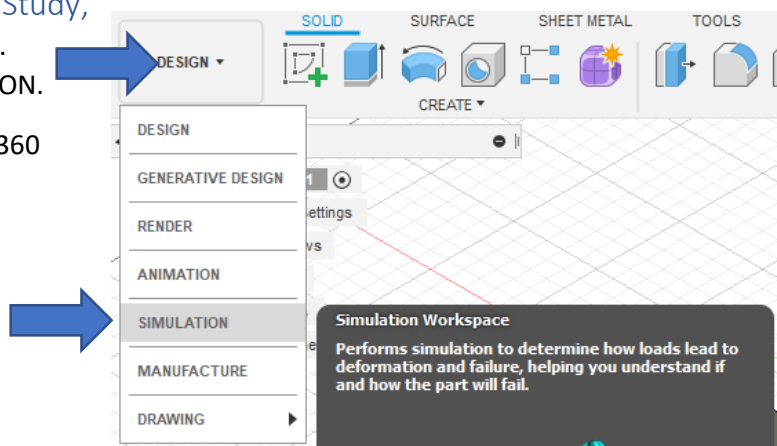 Study,
.
ON.
360
SOLID SURFACE SHEET METAL TOOLS
DESIGN ▾
CREATE ▾
DESIGN
GENERATIVE DESIGN
1
ettings
RENDER
ws
ANIMATION
SIMULATION
Simulation Workspace
Performs simulation to determine how loads lead to
deformation and failure, helping you understand if
and how the part will fail.
MANUFACTURE
DRAWING